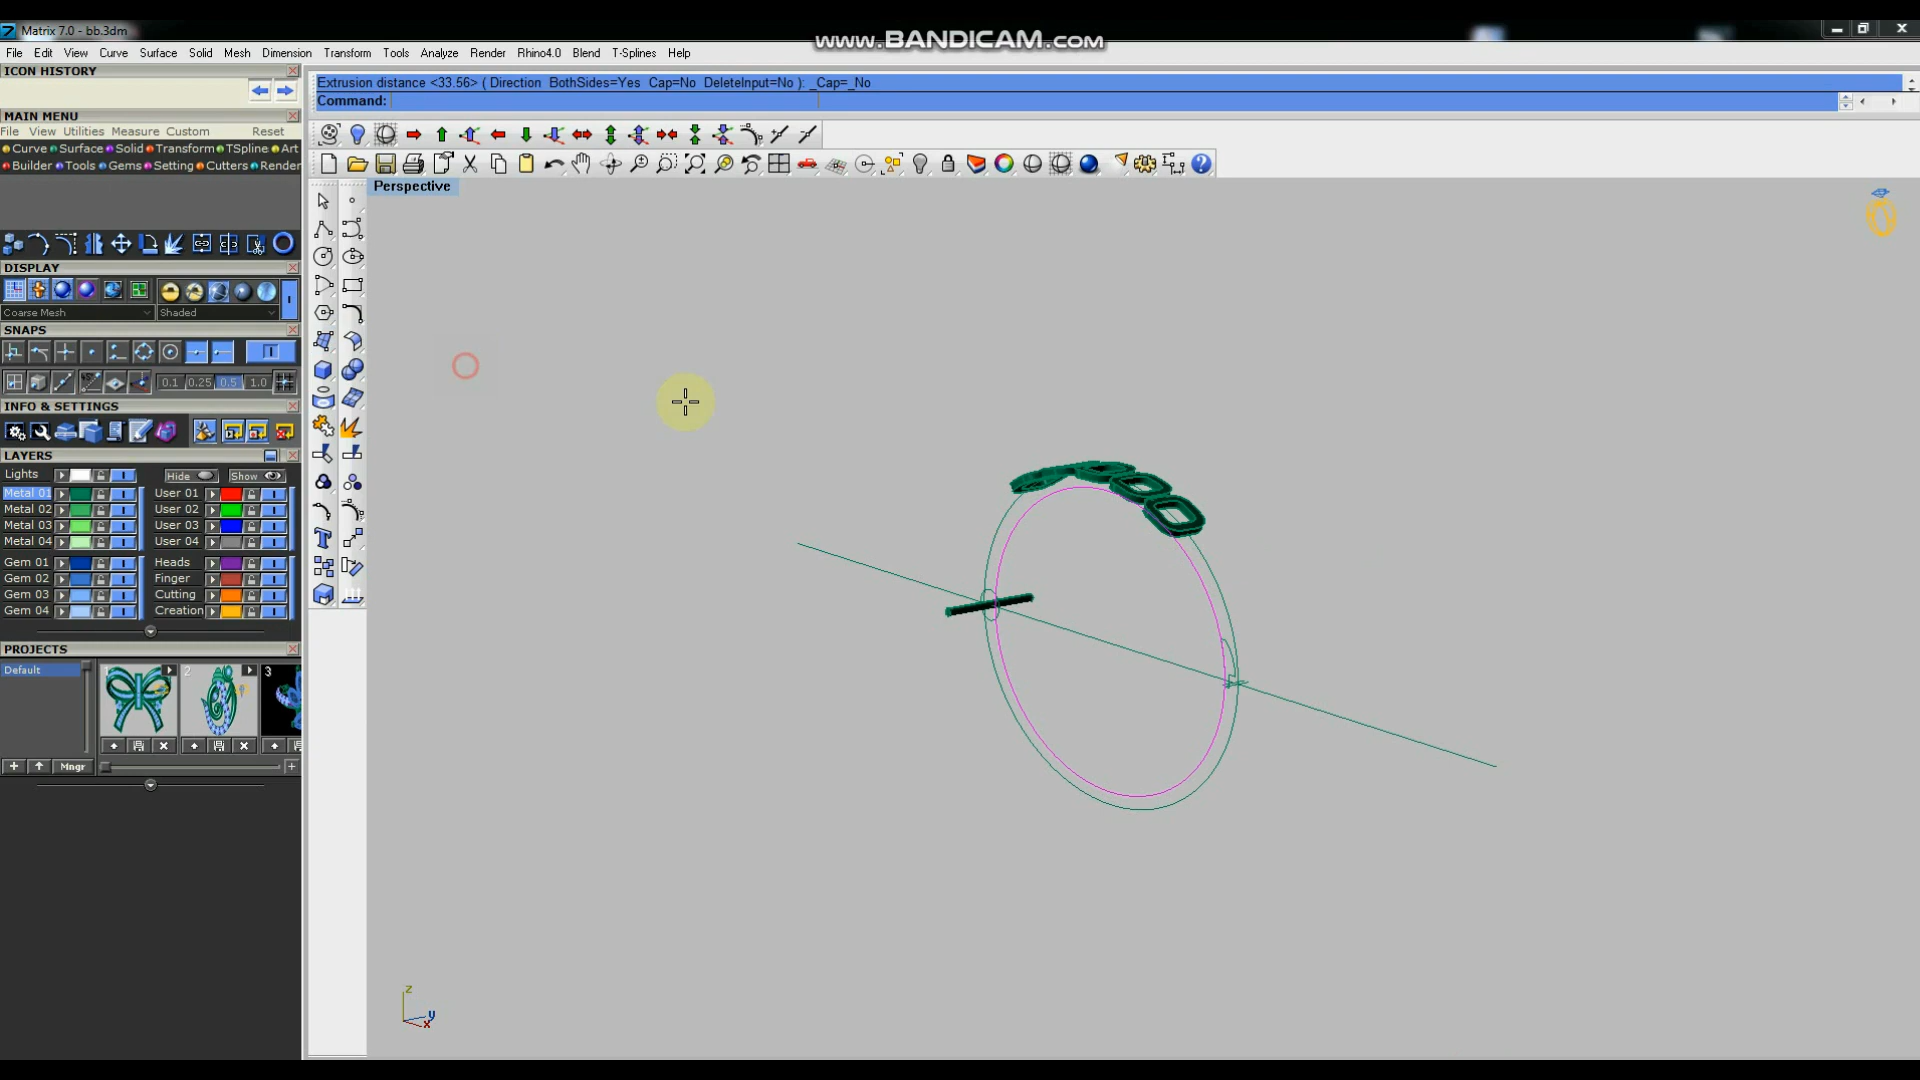 Matrix 7.0 - bb.3dm
www.BANDICAM.com
File Edit View Curve Surface Solid Mesh Dimension Transform Tools Analyze Render Rhino4.0 Blend T-Splines Help
ICON HISTORY
Extrusion distance <33.56> ( Direction BothSides=Yes Cap=No DeleteInput=No ): _Cap=_No
Command:
MAIN MENU
File View Utilities Measure Custom Reset
Curve Surface Solid Transform TSpline Art
Builder Tools Gems Setting Cutters Render
Perspective
DISPLAY
Coarse Mesh Shaded
SNAPS
0.1 0.25 0.5 1.0
INFO & SETTINGS
LAYERS
Lights Hide Show
Metal 01 User 01
Metal 02 User 02
Metal 03 User 03
Metal 04 User 04
Gem 01 Heads
Gem 02 Finger
Gem 03 Cutting
Gem 04 Creation
PROJECTS
Default
2
3
Mngr
z
y
x